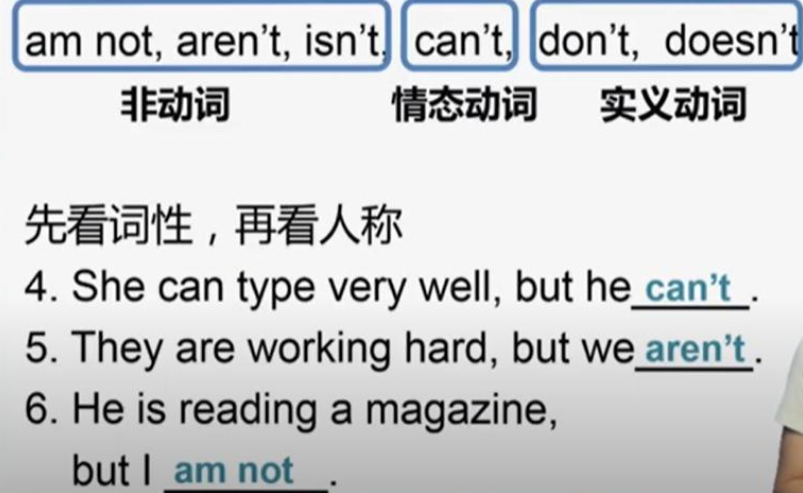 am not, aren't, isn't, can't, don't, doesn't
非动词 情态动词 实义动词
先看词性，再看人称
4. She can type very well, but he can't.
5. They are working hard, but we aren't.
6. He is reading a magazine,
but I am not.